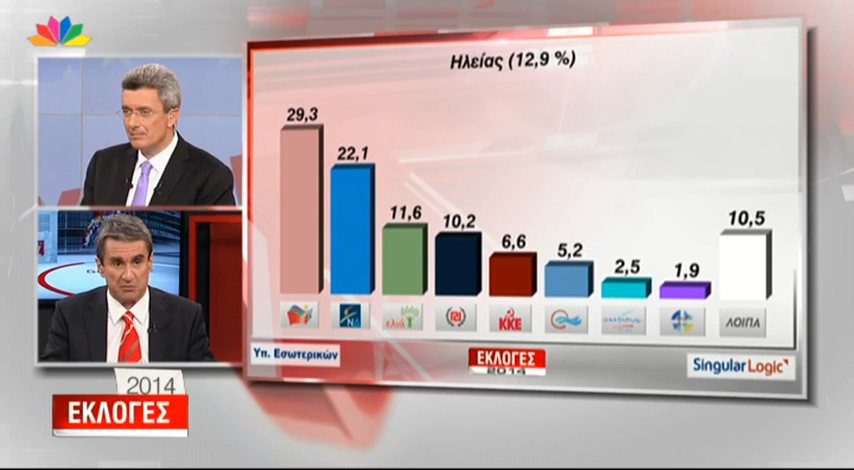 Ηλείας (12,9 %)
29,3
22,1
11,6
10,2
6,6
5,2
2,5
1,9
10,5
ΝΔ
ελιά
ΚΚΕ
ΛΟΙΠΑ
Υπ. Εσωτερικών
ΕΚΛΟΓΕΣ
2014
SingularLogic
2014
ΕΚΛΟΓΕΣ